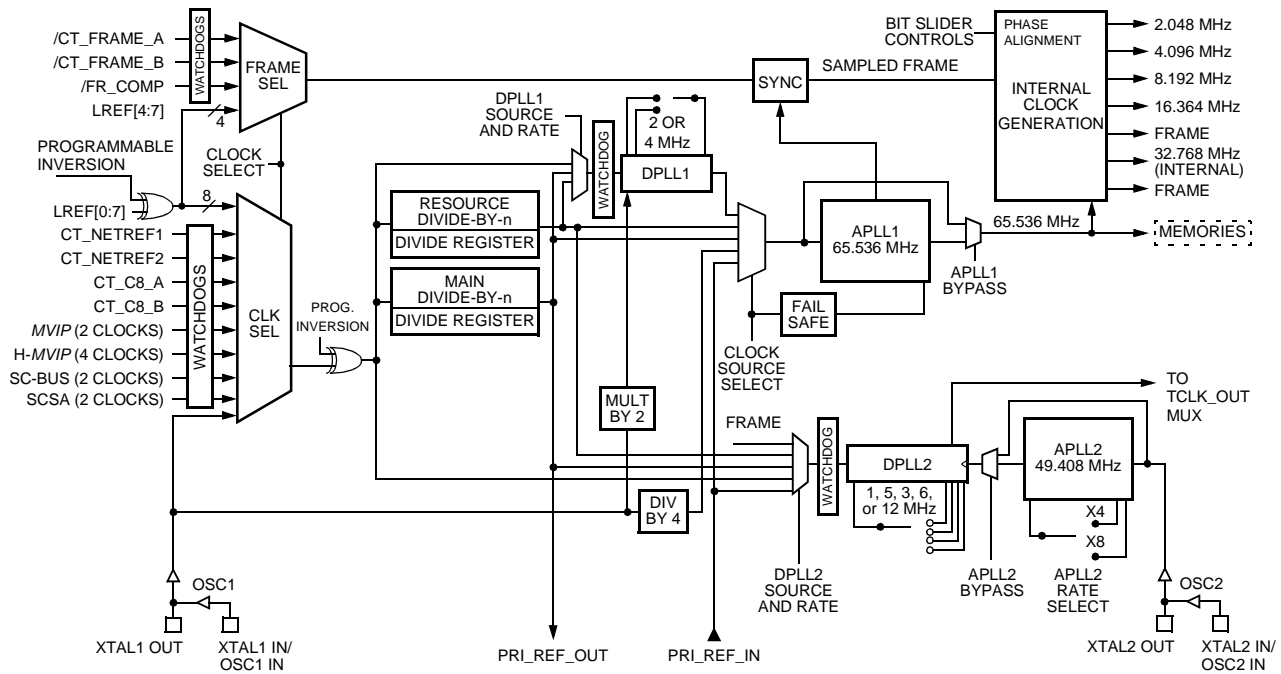 /CT_FRAME_A
/CT_FRAME_B
/FR_COMP
LREF[4:7]
WATCHDOGS
FRAME
SEL
4
PROGRAMMABLE
INVERSION
CLOCK
SELECT
LREF[0:7]
8
CT_NETREF1
CT_NETREF2
CT_C8_A
CT_C8_B
MVIP (2 CLOCKS)
H-MVIP (4 CLOCKS)
SC-BUS (2 CLOCKS)
SCSA (2 CLOCKS)
WATCHDOGS
CLK
SEL
PROG.
INVERSION
RESOURCE
DIVIDE-BY-n
DIVIDE REGISTER
MAIN
DIVIDE-BY-n
DIVIDE REGISTER
DPLL1
SOURCE
AND RATE
WATCHDOG
2 OR
4 MHz
DPLL1
SYNC
SAMPLED FRAME
BIT SLIDER
CONTROLS
PHASE
ALIGNMENT
INTERNAL
CLOCK
GENERATION
2.048 MHz
4.096 MHz
8.192 MHz
16.364 MHz
FRAME
32.768 MHz
(INTERNAL)
FRAME
APLL1
65.536 MHz
65.536 MHz
MEMORIES
APLL1
BYPASS
FAIL
SAFE
CLOCK
SOURCE
SELECT
MULT
BY 2
DIV
BY 4
FRAME
WATCHDOG
DPLL2
1, 5, 3, 6,
or 12 MHz
TO
TCLK_OUT
MUX
APLL2
49.408 MHz
X4
X8
DPLL2
SOURCE
AND RATE
APLL2
BYPASS
APLL2
RATE
SELECT
OSC1
XTAL1 OUT
XTAL1 IN/
OSC1 IN
PRI_REF_OUT
PRI_REF_IN
OSC2
XTAL2 OUT
XTAL2 IN/
OSC2 IN